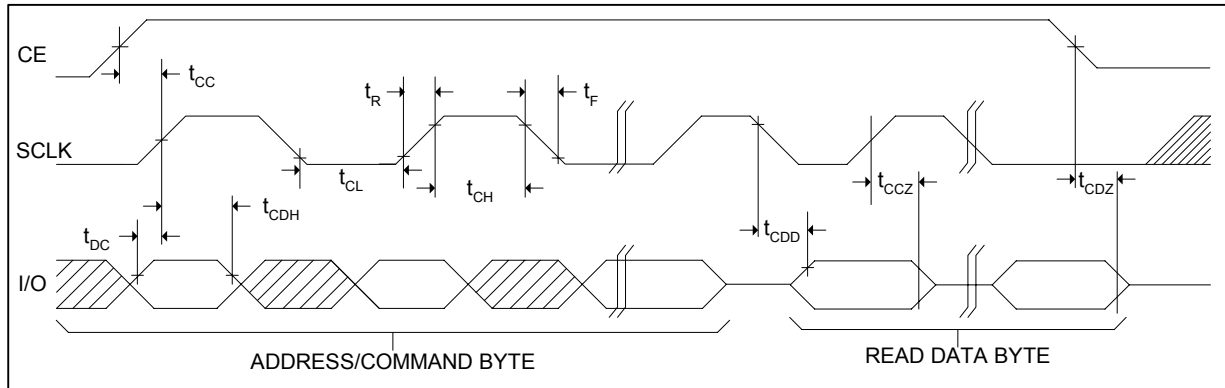 CE
tCC
tR
tF
SCLK
tCL
tCH
tCCZ
tCDZ
tCDH
tDC
tCDD
I/O
ADDRESS/COMMAND BYTE
READ DATA BYTE